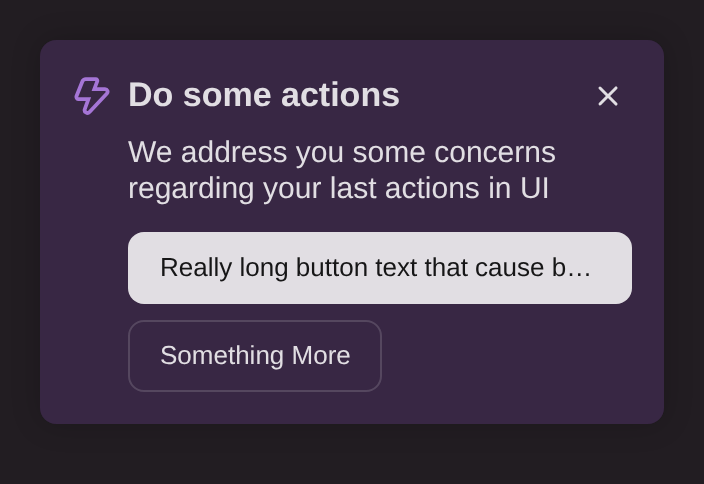 Do some actions
We address you some concerns
regarding your last actions in UI
Really long button text that cause b…
Something More